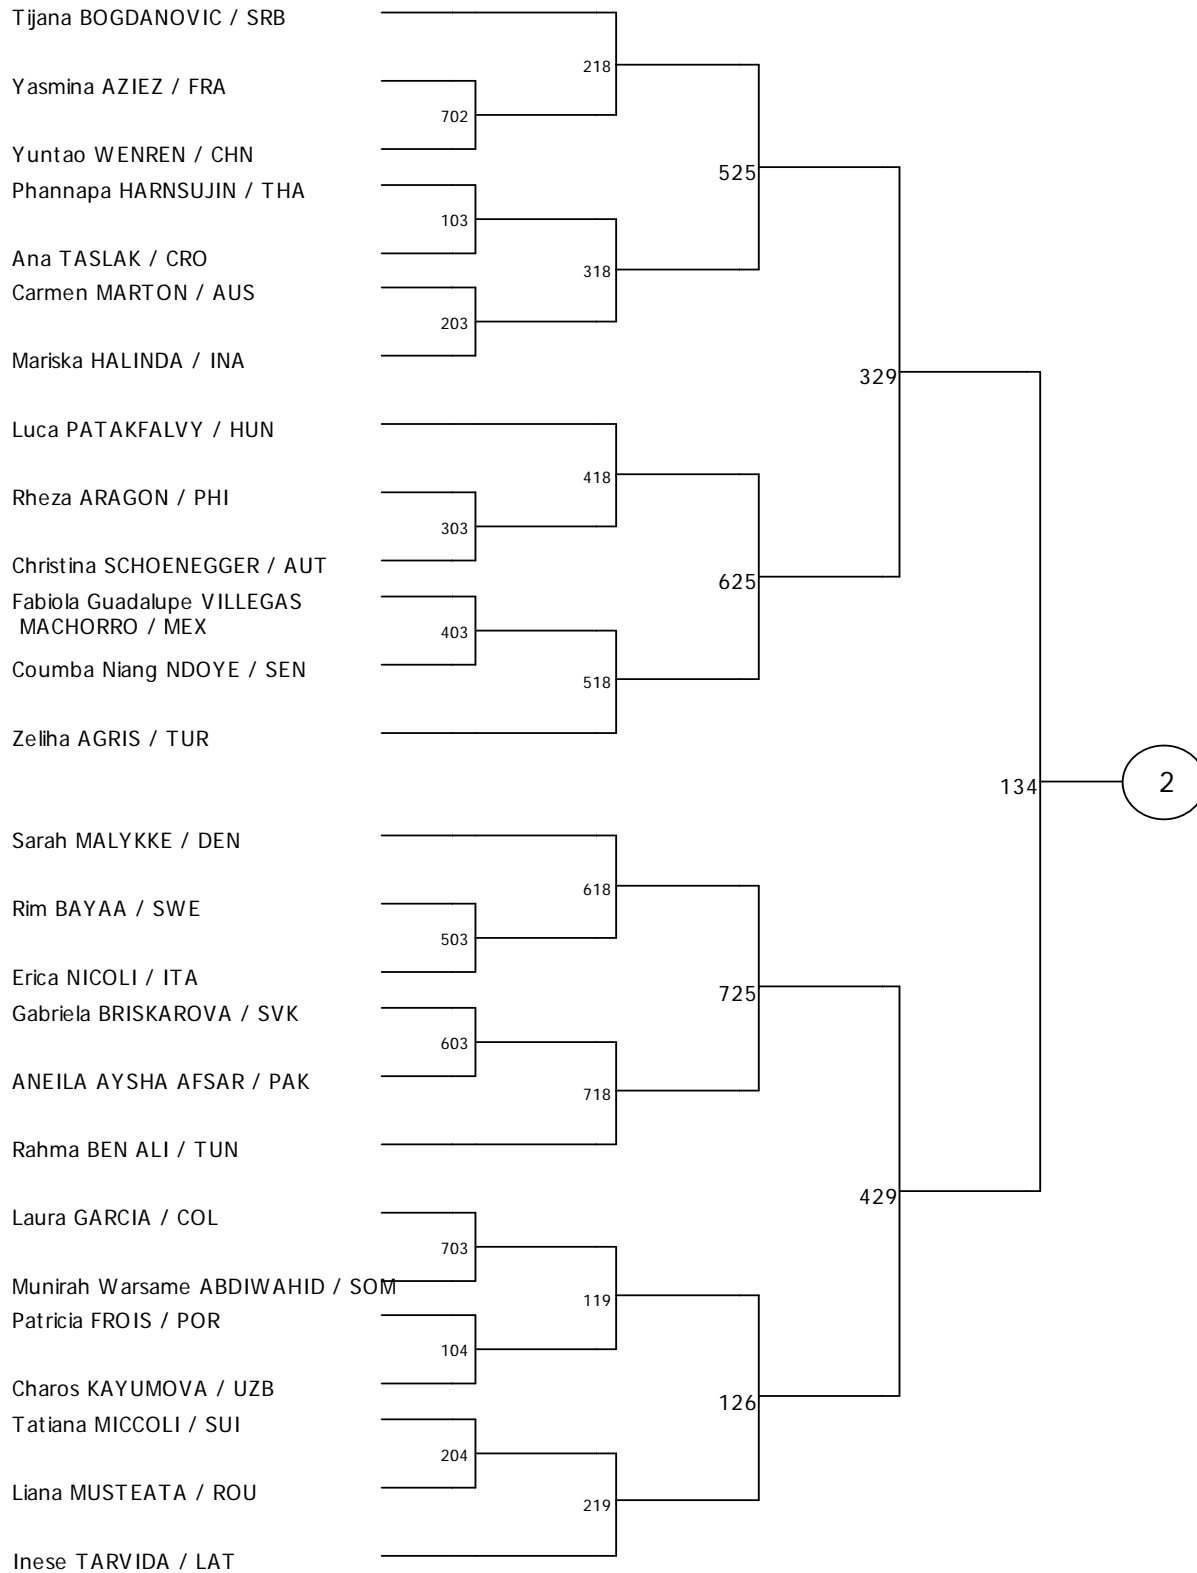 Tijana BOGDANOVIC / SRB
218
Yasmina AZIEZ / FRA
702
Yuntao WENREN / CHN
525
Phannapa HARNSUJIN / THA
103
Ana TASLAK / CRO
318
Carmen MARTON / AUS
203
Mariska HALINDA / INA
329
Luca PATAKFALVY / HUN
418
Rheza ARAGON / PHI
303
Christina SCHOENEGGER / AUT
625
Fabiola Guadalupe VILLEGAS
MACHORRO / MEX
403
Coumba Niang NDOYE / SEN
518
Zeliha AGRIS / TUR
134
2
Sarah MALYKKE / DEN
618
Rim BAYAA / SWE
503
Erica NICOLI / ITA
725
Gabriela BRISKAROVA / SVK
603
ANEILA AYSHA AFSAR / PAK
718
Rahma BEN ALI / TUN
429
Laura GARCIA / COL
703
Munirah Warsame ABDIWAHID / SOM
119
Patricia FROIS / POR
104
Charos KAYUMOVA / UZB
126
Tatiana MICCOLI / SUI
204
Liana MUSTEATA / ROU
219
Inese TARVIDA / LAT